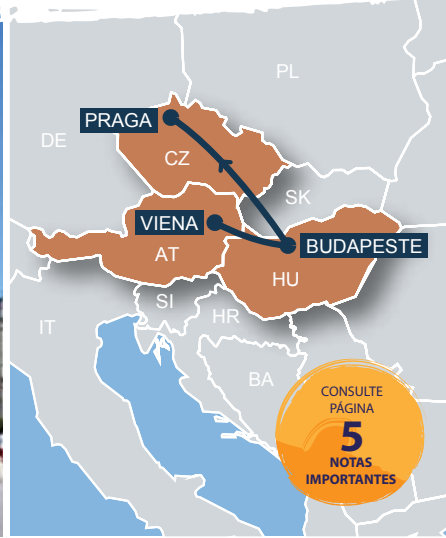 PL
PRAGA
DE
CZ
SK
VIENA
BUDAPESTE
AT
HU
SI
HR
IT
BA
CONSULTE
PÁGINA
5
NOTAS
IMPORTANTES